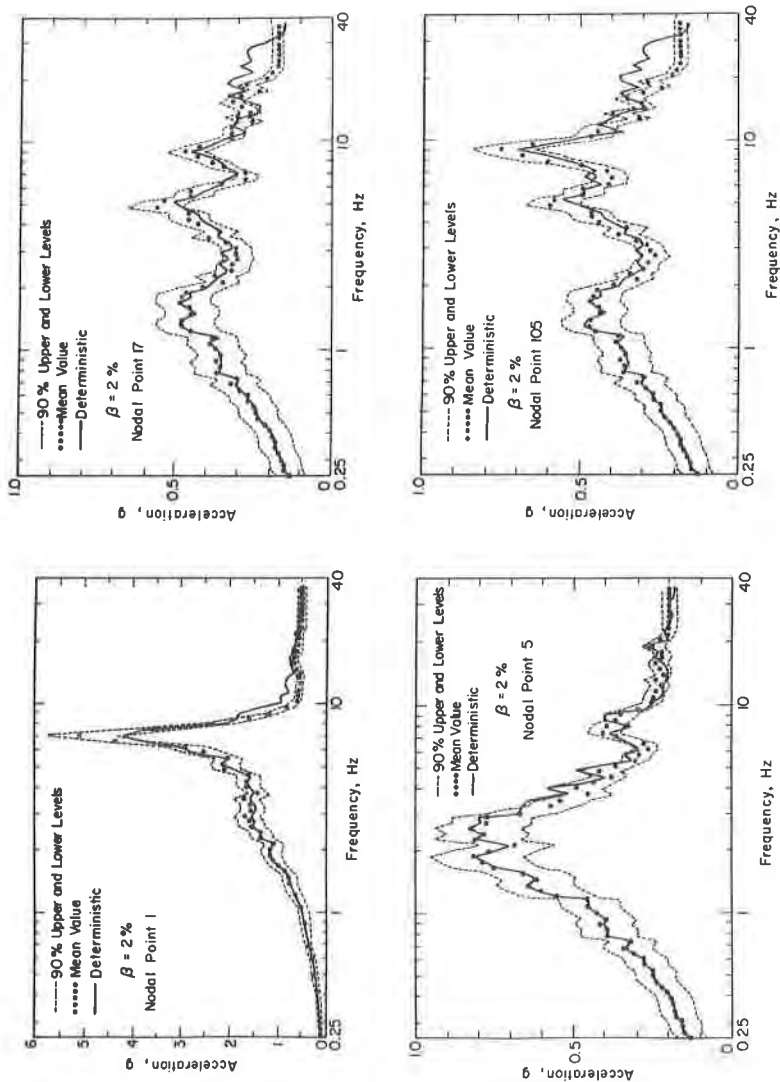 6
5
4
3
2
1
0
Acceleration, g
---- 90% Upper and Lower Levels
•••• Mean Value
— Deterministic
β = 2%
Nodal Point 1
0.25
1
10
40
Frequency, Hz
1.0
0.5
0
Acceleration, g
---- 90% Upper and Lower Levels
•••••Mean Value
— Deterministic
β = 2%
Nodal Point 17
0.25
1
10
40
Frequency, Hz
1.0
0.5
0
Acceleration, g
---- 90% Upper and Lower Levels
•••• Mean Value
— Deterministic
β = 2%
Nodal Point 5
0.25
1
10
40
Frequency, Hz
1.0
0.5
0
Acceleration, g
---- 90% Upper and Lower Levels
•••••Mean Value
— Deterministic
β = 2%
Nodal Point 105
0.25
1
10
40
Frequency, Hz